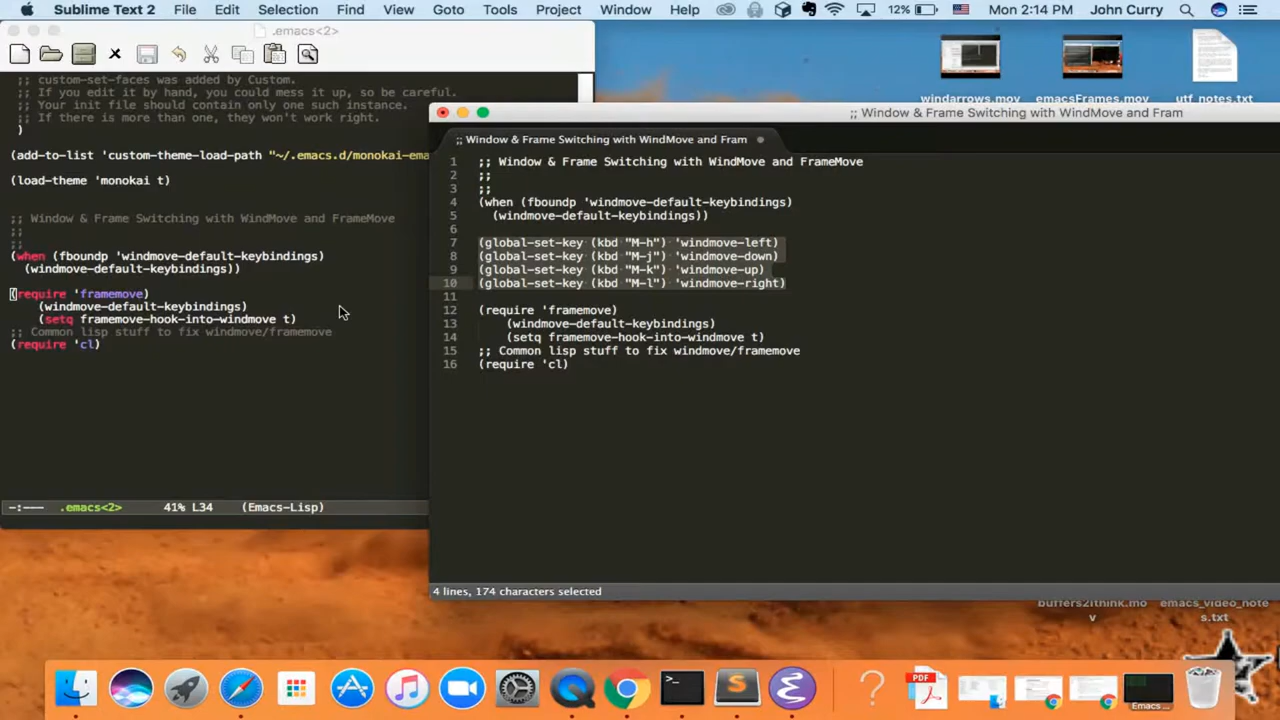 Sublime Text 2 File Edit Selection Find View Goto Tools Project Window Help 12% Mon 2:14 PM John Curry
.emacs<2>
;; custom-set-faces was added by Custom.
;; If you edit it by hand, you could mess it up, so be careful.
;; Your init file should contain only one such instance.
;; If there is more than one, they won't work right.
)
(add-to-list 'custom-theme-load-path "~/.emacs.d/monokai-ema
(load-theme 'monokai t)
;; Window & Frame Switching with WindMove and FrameMove
;;
;;
(when (fboundp 'windmove-default-keybindings)
(windmove-default-keybindings))
(require 'framemove)
(windmove-default-keybindings)
(setq framemove-hook-into-windmove t)
;; Common lisp stuff to fix windmove/framemove
(require 'cl)
-:--- .emacs<2> 41% L34 (Emacs-Lisp)
windarrows.mov emacsFrames.mov utf_notes.txt
;; Window & Frame Switching with WindMove and Fram
;; Window & Frame Switching with WindMove and Fram
1 ;; Window & Frame Switching with WindMove and FrameMove
2 ;;
3 ;;
4 (when (fboundp 'windmove-default-keybindings)
5 (windmove-default-keybindings))
6
7 (global-set-key (kbd "M-h") 'windmove-left)
8 (global-set-key (kbd "M-j") 'windmove-down)
9 (global-set-key (kbd "M-k") 'windmove-up)
10 (global-set-key (kbd "M-l") 'windmove-right)
11
12 (require 'framemove)
13 (windmove-default-keybindings)
14 (setq framemove-hook-into-windmove t)
15 ;; Common lisp stuff to fix windmove/framemove
16 (require 'cl)
4 lines, 174 characters selected
buffers2ithink.mo
v
emacs_video_note
s.txt
PDF
Emacs ...